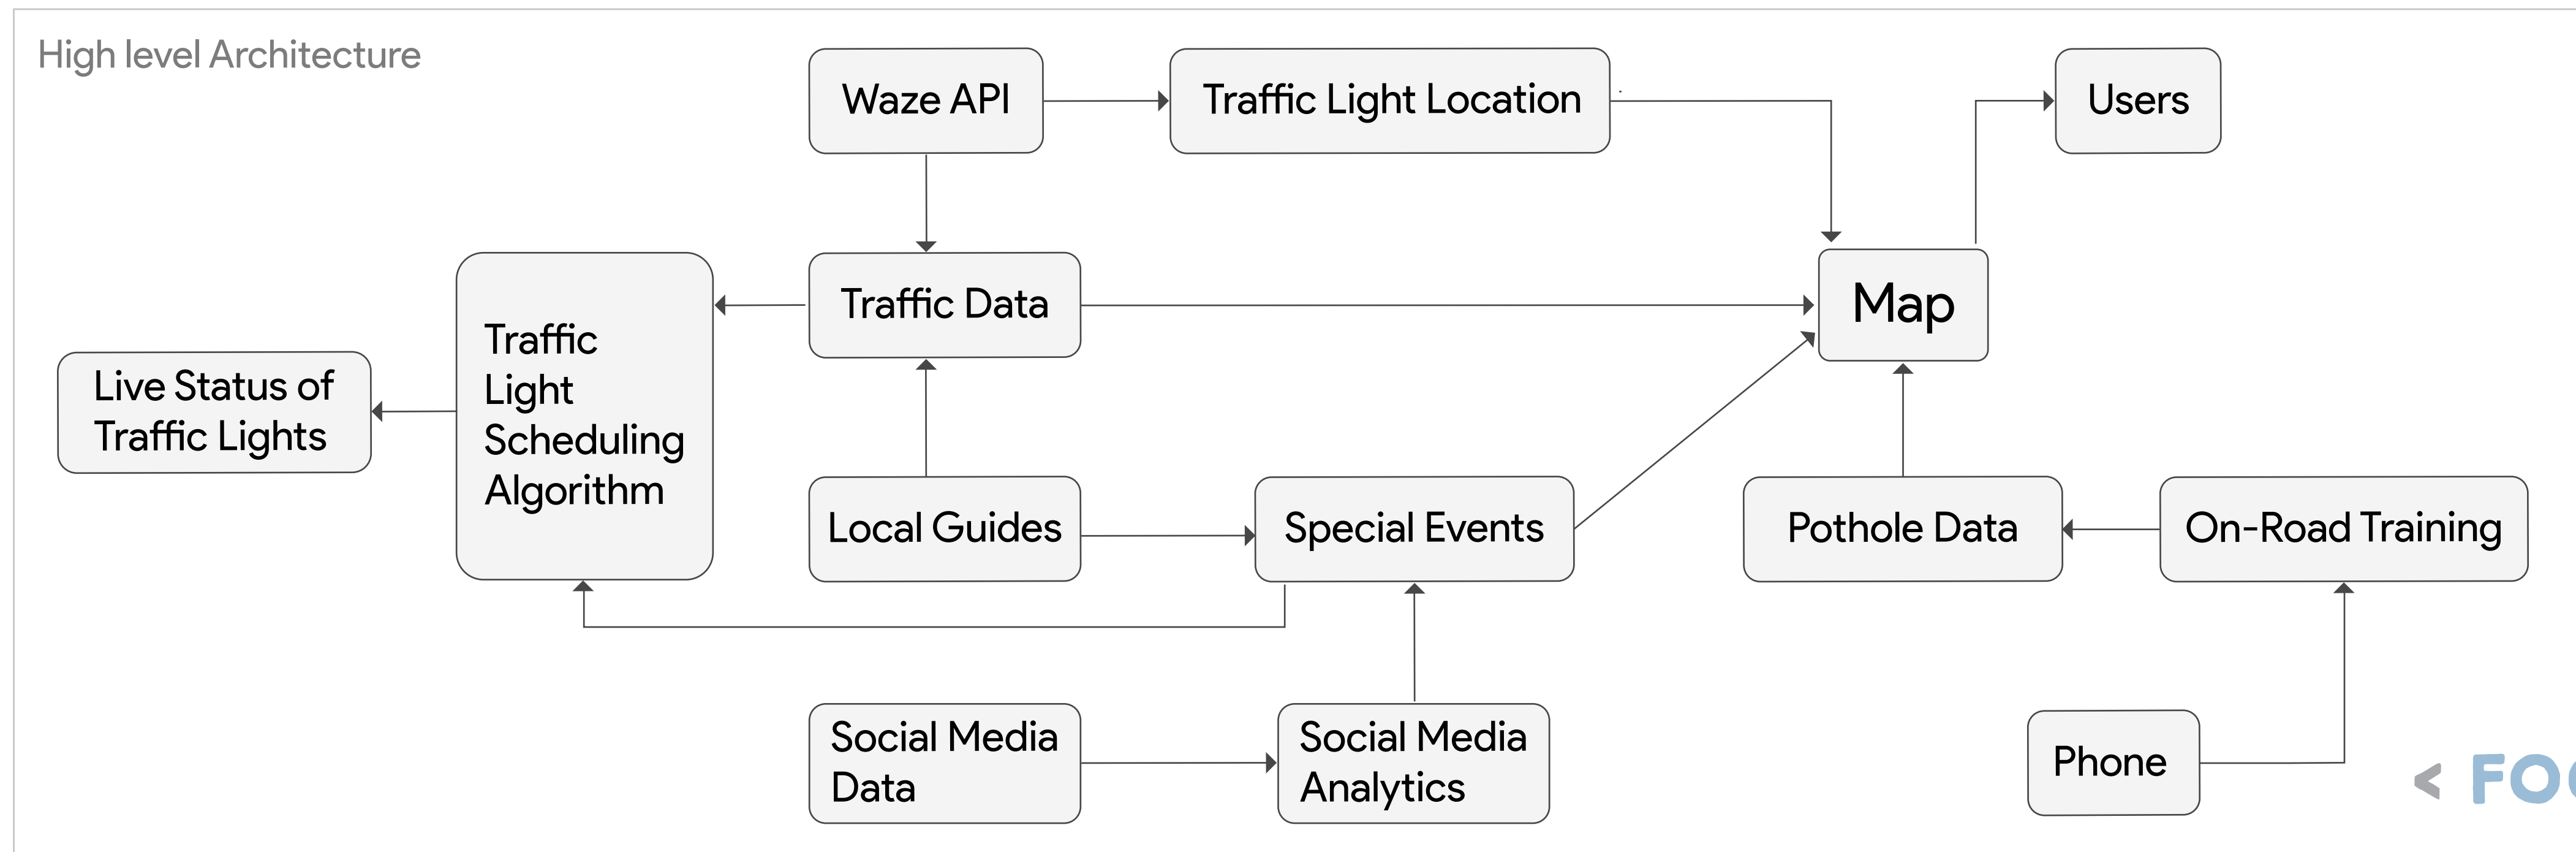 High level Architecture
Waze API
Traffic Light Location
Users
Traffic Data
Map
Traffic
Light
Scheduling
Algorithm
Live Status of
Traffic Lights
Local Guides
Special Events
Pothole Data
On-Road Training
Social Media
Data
Social Media
Analytics
Phone